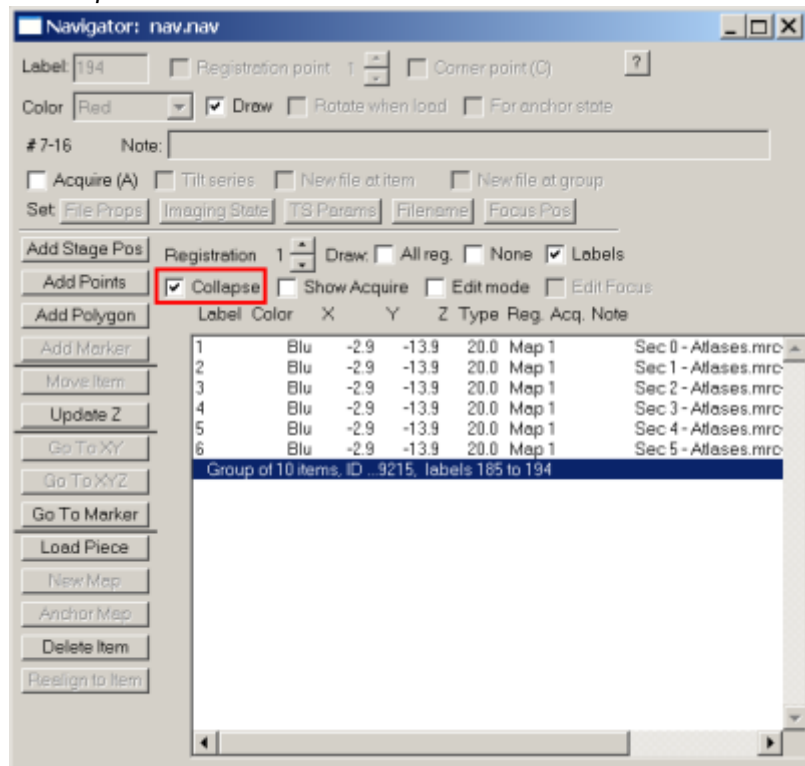 Navigator: nav.nav
Label: 194 Registration point 1 Corner point (C) ?
Color Red Draw Rotate when load For anchor state
# 7-16 Note:
Acquire (A) Tilt series New file at item New file at group
Set: File Props Imaging State TS Params Filename Focus Pos
Add Stage Pos Registration 1 Draw: All reg. None Labels
Add Points Collapse Show Acquire Edit mode Edit Focus
Add Polygon Label Color X Y Z Type Reg. Acq. Note
Add Marker
1 Blu -2.9 -13.9 20.0 Map 1 Sec 0 - Atlases.mrc
2 Blu -2.9 -13.9 20.0 Map 1 Sec 1 - Atlases.mrc
Move Item
3 Blu -2.9 -13.9 20.0 Map 1 Sec 2 - Atlases.mrc
4 Blu -2.9 -13.9 20.0 Map 1 Sec 3 - Atlases.mrc
Update Z
5 Blu -2.9 -13.9 20.0 Map 1 Sec 4 - Atlases.mrc
6 Blu -2.9 -13.9 20.0 Map 1 Sec 5 - Atlases.mrc
Go To XY
Group of 10 items, ID ...9215, labels 185 to 194
Go To XYZ
Go To Marker
Load Piece
New Map
Anchor Map
Delete Item
Realign to Item